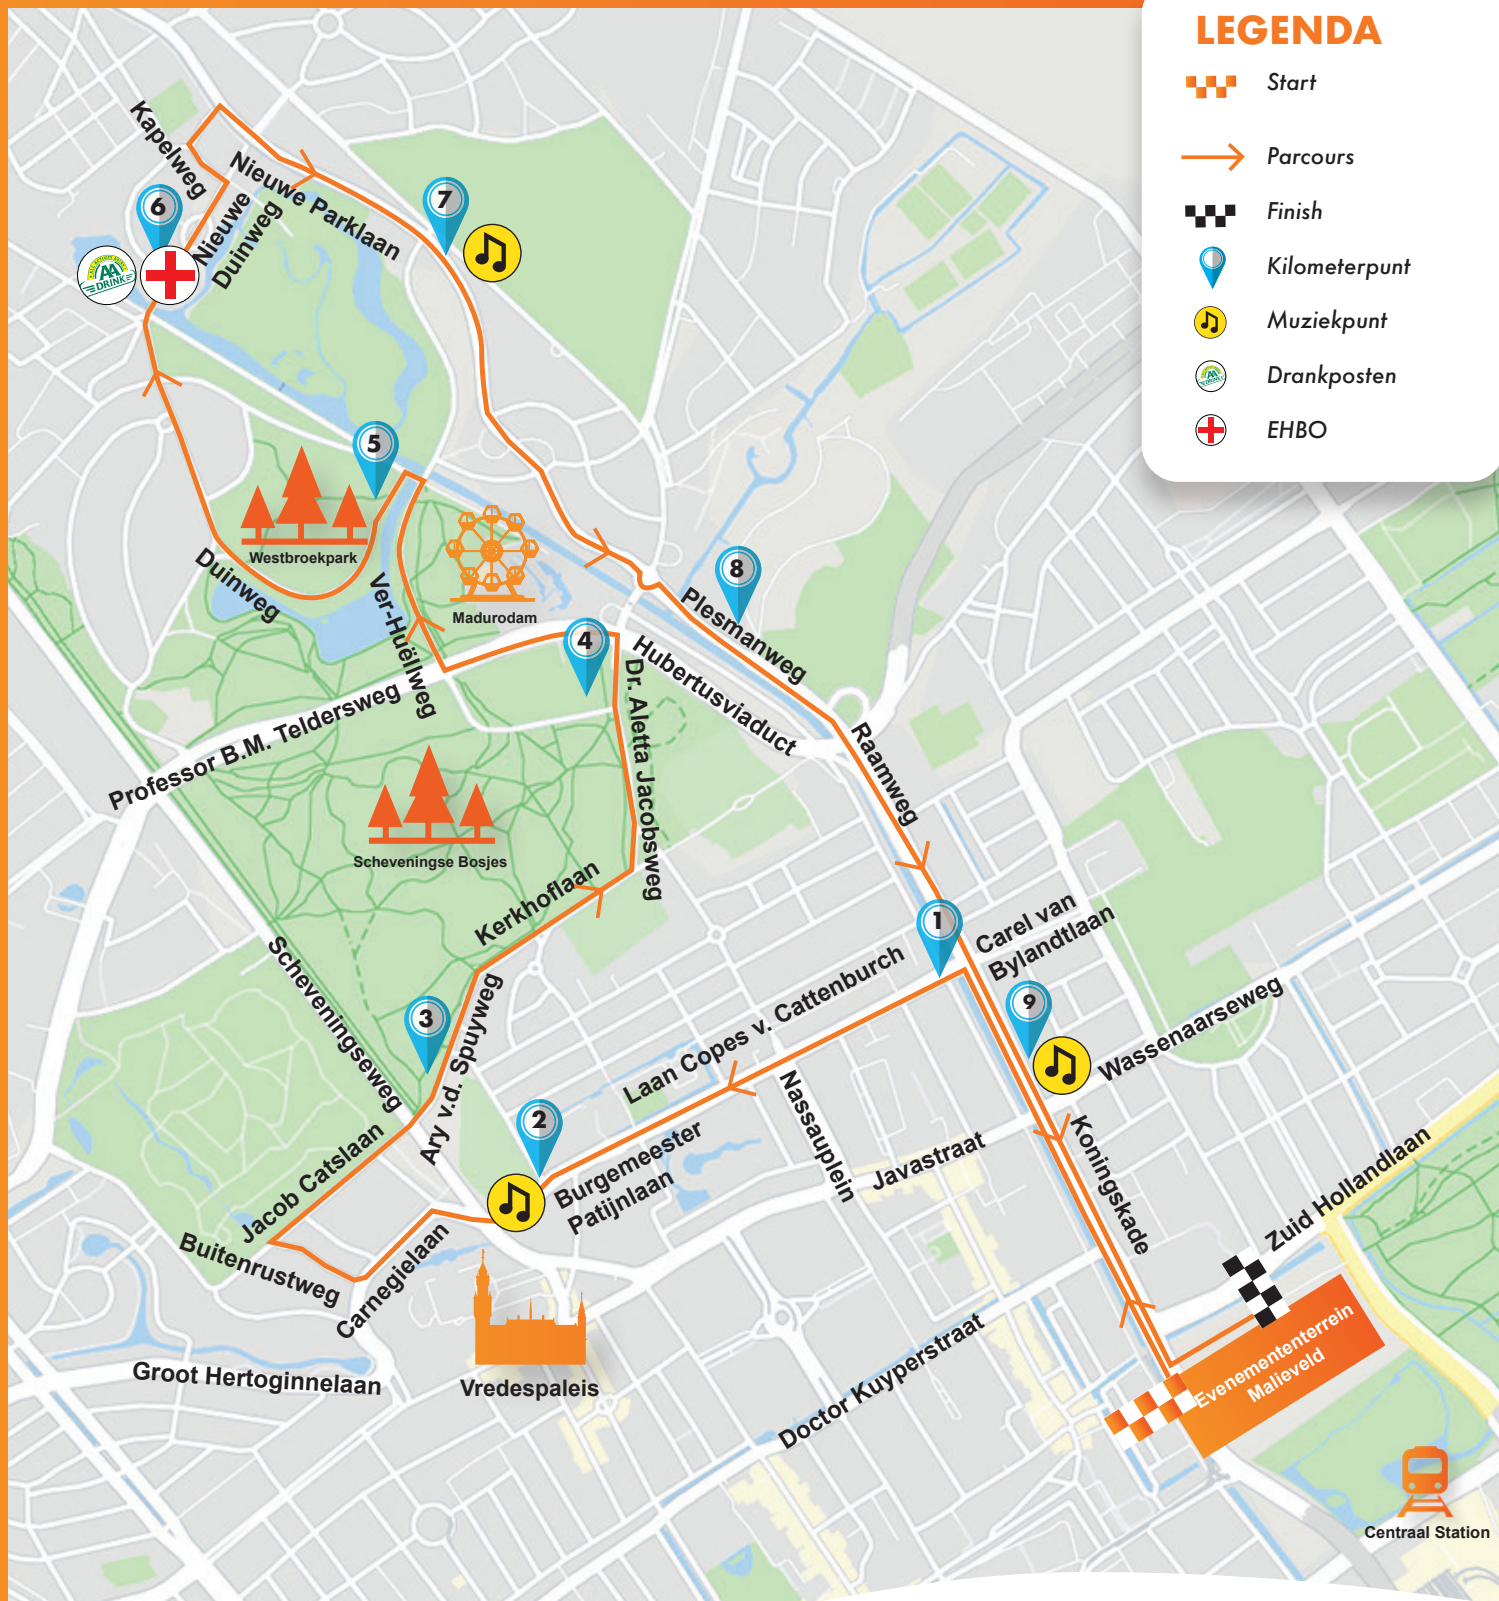 LEGENDA
Start
Parcours
Finish
Kilometerpunt
Muziekpunt
Drankposten
EHBO
Kapelweg
6
Nieuwe
Duinweg
Nieuwe Parklaan
7
AA
DRINK
5
Westbroekpark
Duinweg
Ver-Huëllweg
Madurodam
4
8
Plesmanweg
Hubertusviaduct
Dr. Aletta Jacobsweg
Professor B.M. Teldersweg
Raamweg
Scheveningse Bosjes
Kerkhoflaan
Scheveningseweg
1
Carel van
Bylandtlaan
Laan Copes v. Cattenburch
9
Wassenaarseweg
3
Ary v.d. Spuyweg
Nassauplein
2
Burgemeester
Patijnlaan
Javastraat
Koningskade
Zuid Hollandlaan
Jacob Catslaan
Buitenrustweg
Carnegielaan
Groot Hertoginnelaan
Vredespaleis
Doctor Kuyperstraat
Evenemententerrein
Malieveld
Centraal Station